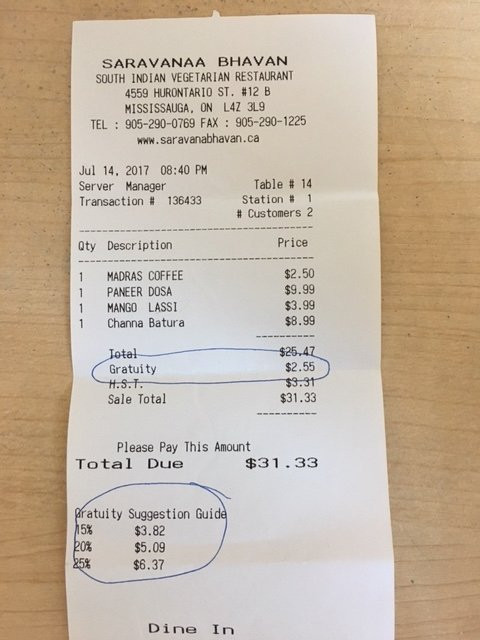 SARAVANAA BHAVAN
SOUTH INDIAN VEGETARIAN RESTAURANT
4559 HURONTARIO ST. #12 B
MISSISSAUGA, ON L4Z 3L9
TEL : 905-290-0769 FAX : 905-290-1225
www.saravanabhavan.ca
Jul 14, 2017 08:40 PM
Server Manager Table # 14
Transaction # 136433 Station # 1
# Customers 2
Qty Description Price
1 MADRAS COFFEE $2.50
1 PANEER DOSA $9.99
1 MANGO LASSI $3.99
1 Channa Batura $8.99
Total $25.47
Gratuity $2.55
H.S.T. $3.31
Sale Total $31.33
Please Pay This Amount
Total Due $31.33
Gratuity Suggestion Guide
15% $3.82
20% $5.09
25% $6.37
Dine In